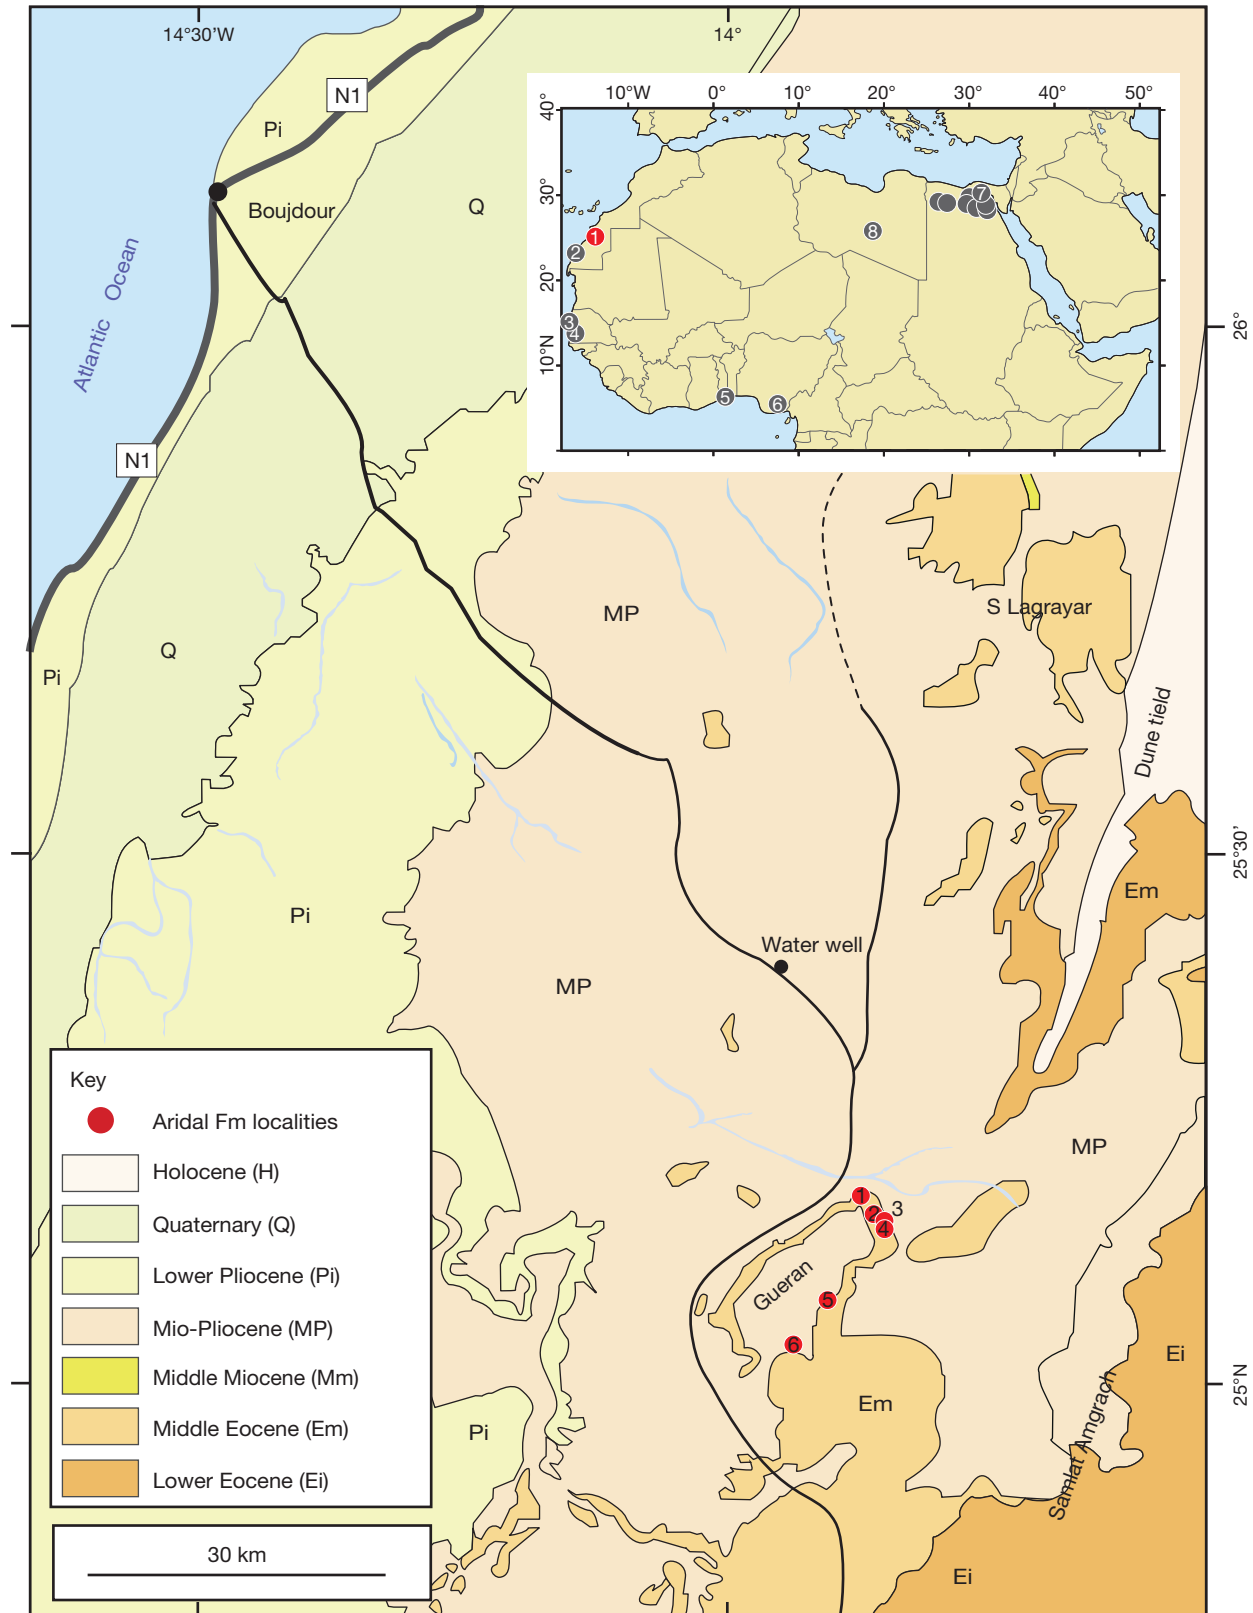 14°30'W
14°
N1
Pi
Boujdour
Q
Atlantic Ocean
N1
10°W
0°
10°
20°
30°
40°
50°
40°
30°
20°
10°N
1
2
3
4
5
6
7
8
26°
MP
S Lagrayar
Q
Pi
Dune tield
Pi
25°30'
Em
Water well
MP
MP
1
2
3
4
Gueran
5
6
Em
Ei
25°N
Pi
Samlat Amgrach
Ei
Key
Aridal Fm localities
Holocene (H)
Quaternary (Q)
Lower Pliocene (Pi)
Mio-Pliocene (MP)
Middle Miocene (Mm)
Middle Eocene (Em)
Lower Eocene (Ei)
30 km